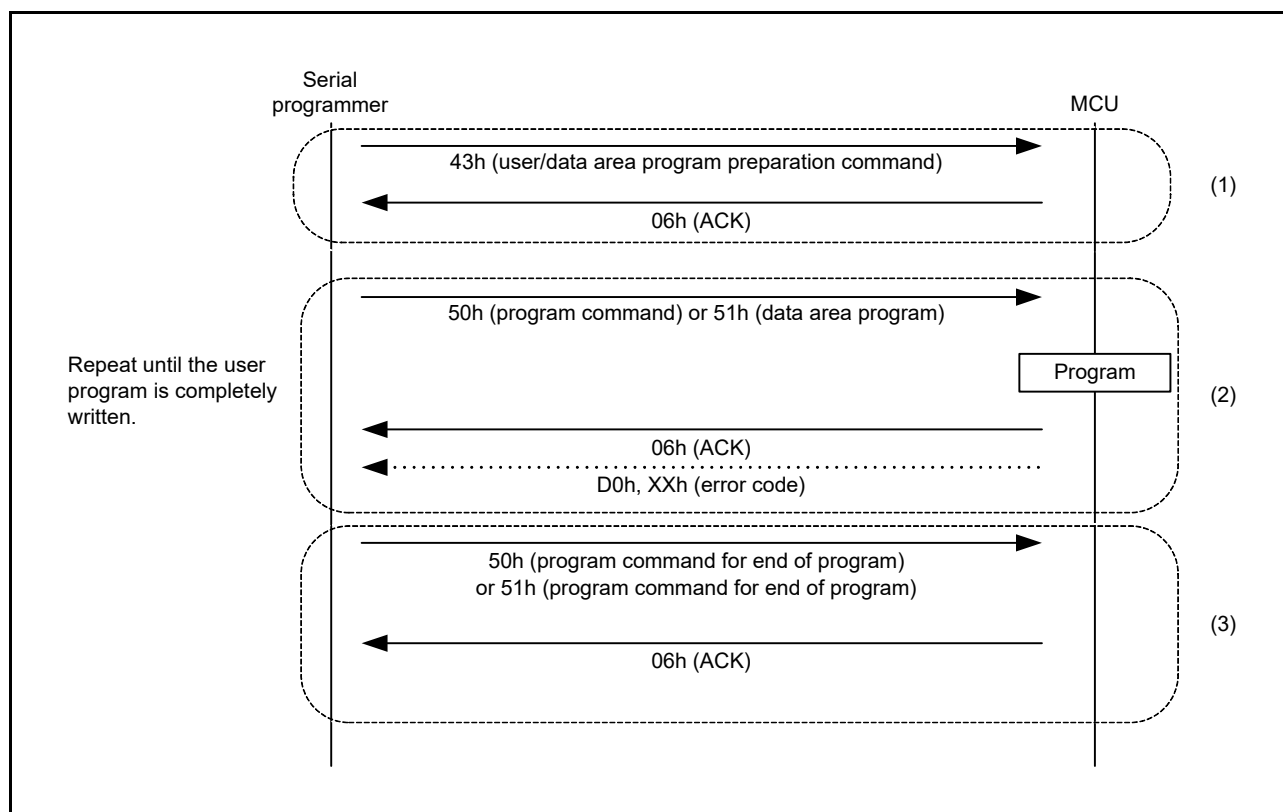 Serial
programmer
MCU
43h (user/data area program preparation command)
(1)
06h (ACK)
50h (program command) or 51h (data area program)
Repeat until the user
program is completely
written.
Program
(2)
06h (ACK)
D0h, XXh (error code)
50h (program command for end of program)
or 51h (program command for end of program)
(3)
06h (ACK)